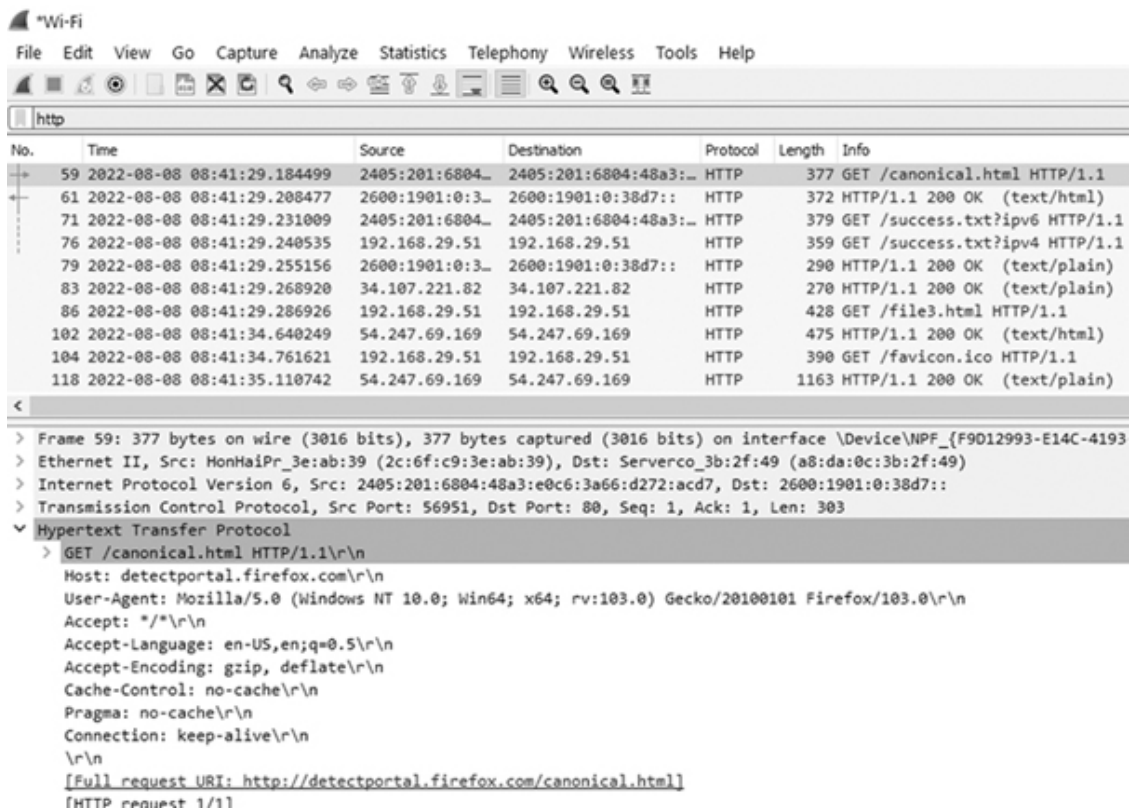 *Wi-Fi
File Edit View Go Capture Analyze Statistics Telephony Wireless Tools Help
http
No. Time Source Destination Protocol Length Info
59 2022-08-08 08:41:29.184499 2405:201:6804… 2405:201:6804:48a3:… HTTP 377 GET /canonical.html HTTP/1.1
61 2022-08-08 08:41:29.208477 2600:1901:0:3… 2600:1901:0:38d7:: HTTP 372 HTTP/1.1 200 OK (text/html)
71 2022-08-08 08:41:29.231009 2405:201:6804… 2405:201:6804:48a3:… HTTP 379 GET /success.txt?ipv6 HTTP/1.1
76 2022-08-08 08:41:29.240535 192.168.29.51 192.168.29.51 HTTP 359 GET /success.txt?ipv4 HTTP/1.1
79 2022-08-08 08:41:29.255156 2600:1901:0:3… 2600:1901:0:38d7:: HTTP 290 HTTP/1.1 200 OK (text/plain)
83 2022-08-08 08:41:29.268920 34.107.221.82 34.107.221.82 HTTP 270 HTTP/1.1 200 OK (text/plain)
86 2022-08-08 08:41:29.286926 192.168.29.51 192.168.29.51 HTTP 428 GET /file3.html HTTP/1.1
102 2022-08-08 08:41:34.640249 54.247.69.169 54.247.69.169 HTTP 475 HTTP/1.1 200 OK (text/html)
104 2022-08-08 08:41:34.761621 192.168.29.51 192.168.29.51 HTTP 390 GET /favicon.ico HTTP/1.1
118 2022-08-08 08:41:35.110742 54.247.69.169 54.247.69.169 HTTP 1163 HTTP/1.1 200 OK (text/plain)
Frame 59: 377 bytes on wire (3016 bits), 377 bytes captured (3016 bits) on interface \Device\NPF_{F9D12993-E14C-4193-
Ethernet II, Src: HonHaiPr_3e:ab:39 (2c:6f:c9:3e:ab:39), Dst: Serverco_3b:2f:49 (a8:da:0c:3b:2f:49)
Internet Protocol Version 6, Src: 2405:201:6804:48a3:e0c6:3a66:d272:acd7, Dst: 2600:1901:0:38d7::
Transmission Control Protocol, Src Port: 56951, Dst Port: 80, Seq: 1, Ack: 1, Len: 303
Hypertext Transfer Protocol
GET /canonical.html HTTP/1.1\r\n
Host: detectportal.firefox.com\r\n
User-Agent: Mozilla/5.0 (Windows NT 10.0; Win64; x64; rv:103.0) Gecko/20100101 Firefox/103.0\r\n
Accept: */*\r\n
Accept-Language: en-US,en;q=0.5\r\n
Accept-Encoding: gzip, deflate\r\n
Cache-Control: no-cache\r\n
Pragma: no-cache\r\n
Connection: keep-alive\r\n
\r\n
[Full request URI: http://detectportal.firefox.com/canonical.html]
[HTTP request 1/1]